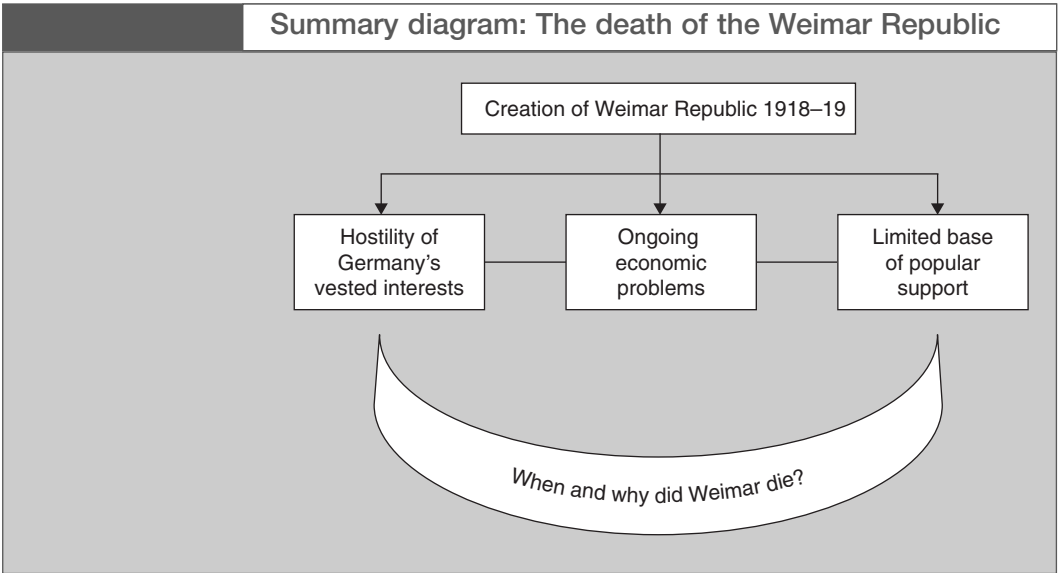 Summary diagram: The death of the Weimar Republic
Creation of Weimar Republic 1918–19
Hostility of
Germany’s
vested interests
Ongoing
economic
problems
Limited base
of popular
support
When and why did Weimar die?